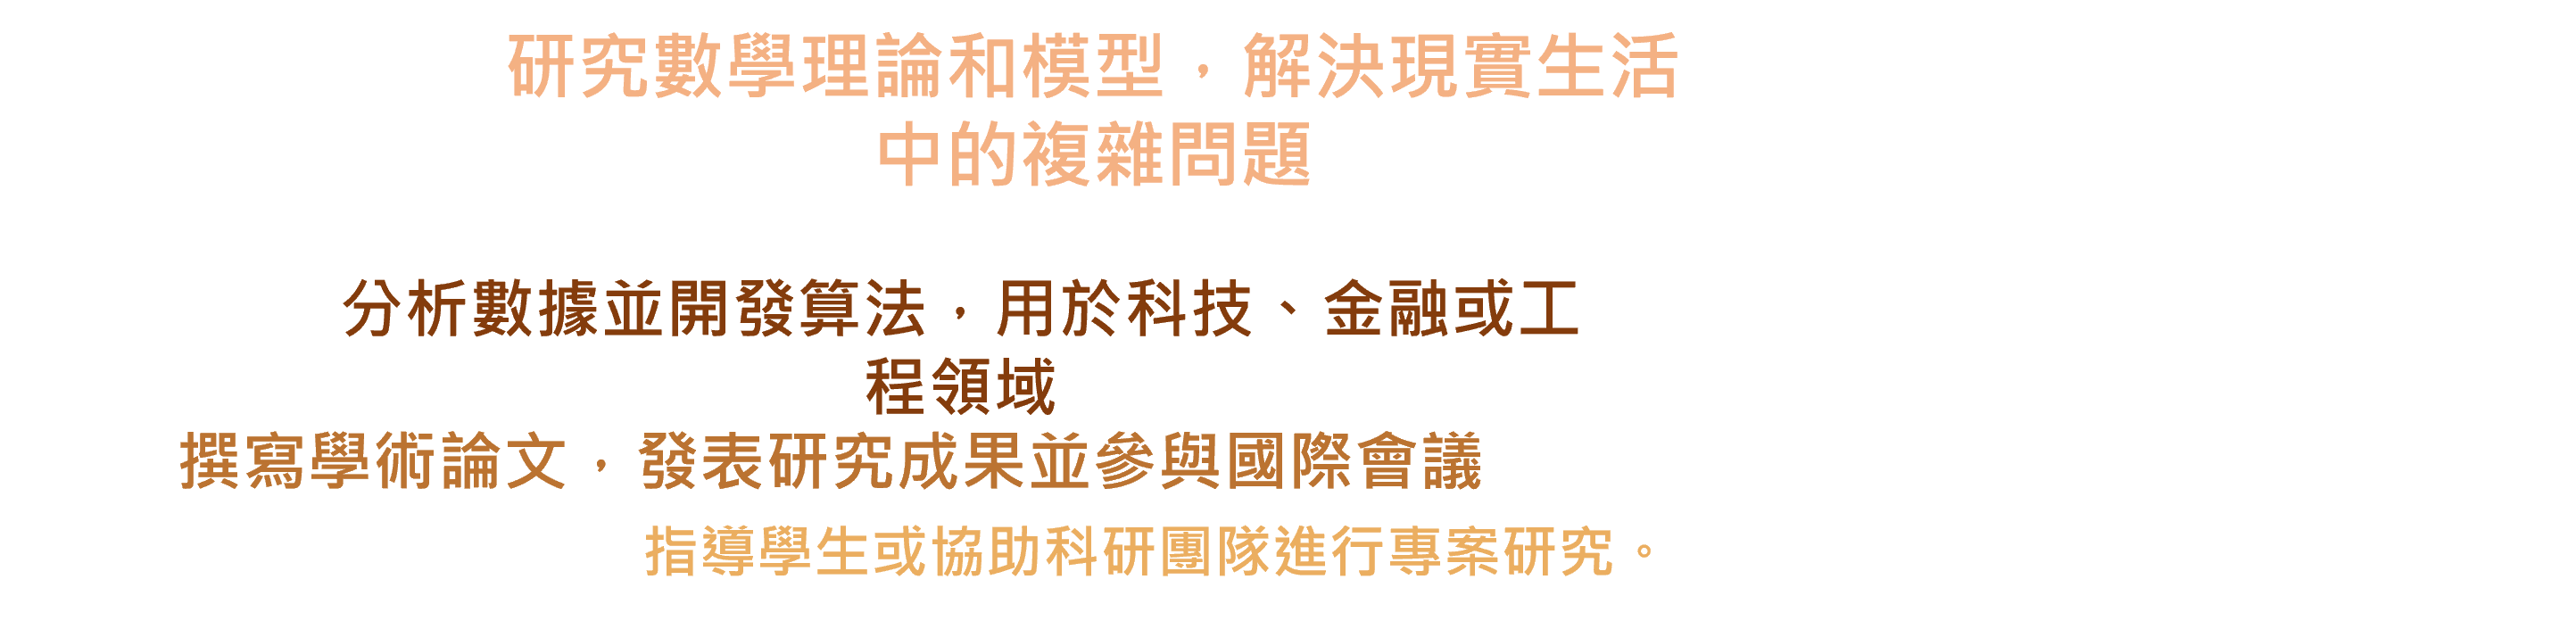 研究數學理論和模型，解決現實生活
中的複雜問題
分析數據並開發算法，用於科技、金融或工
程領域
撰寫學術論文，發表研究成果並參與國際會議
指導學生或協助科研團隊進行專案研究。